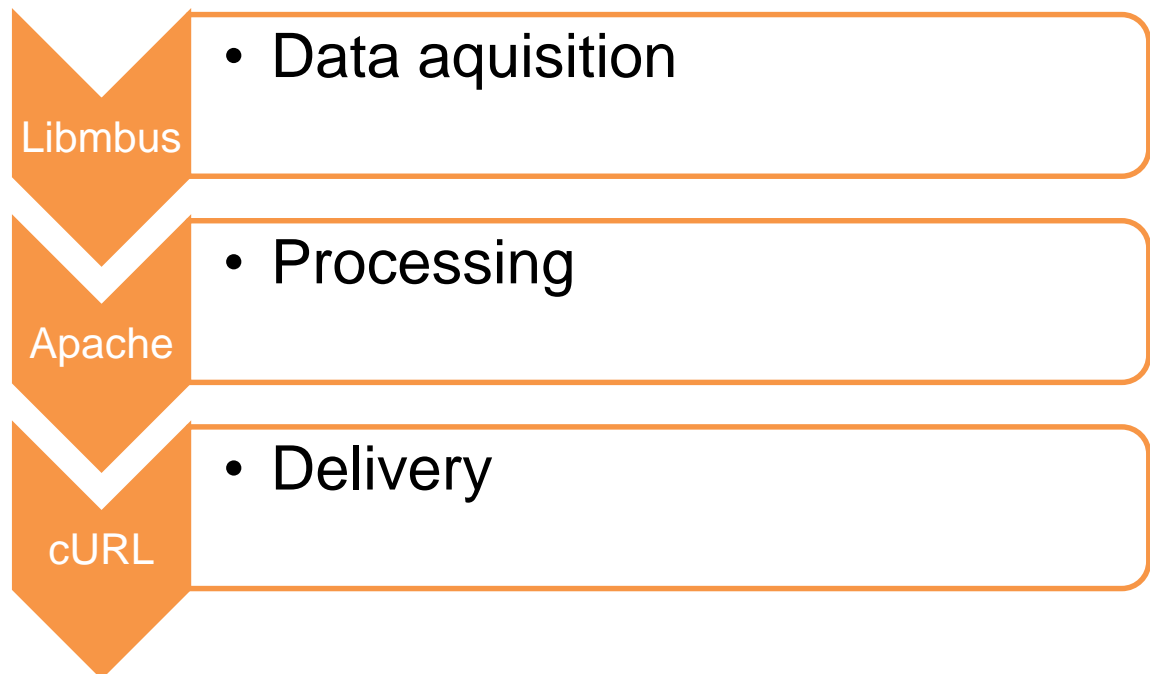 Libmbus
• Data aquisition
Apache
• Processing
cURL
• Delivery